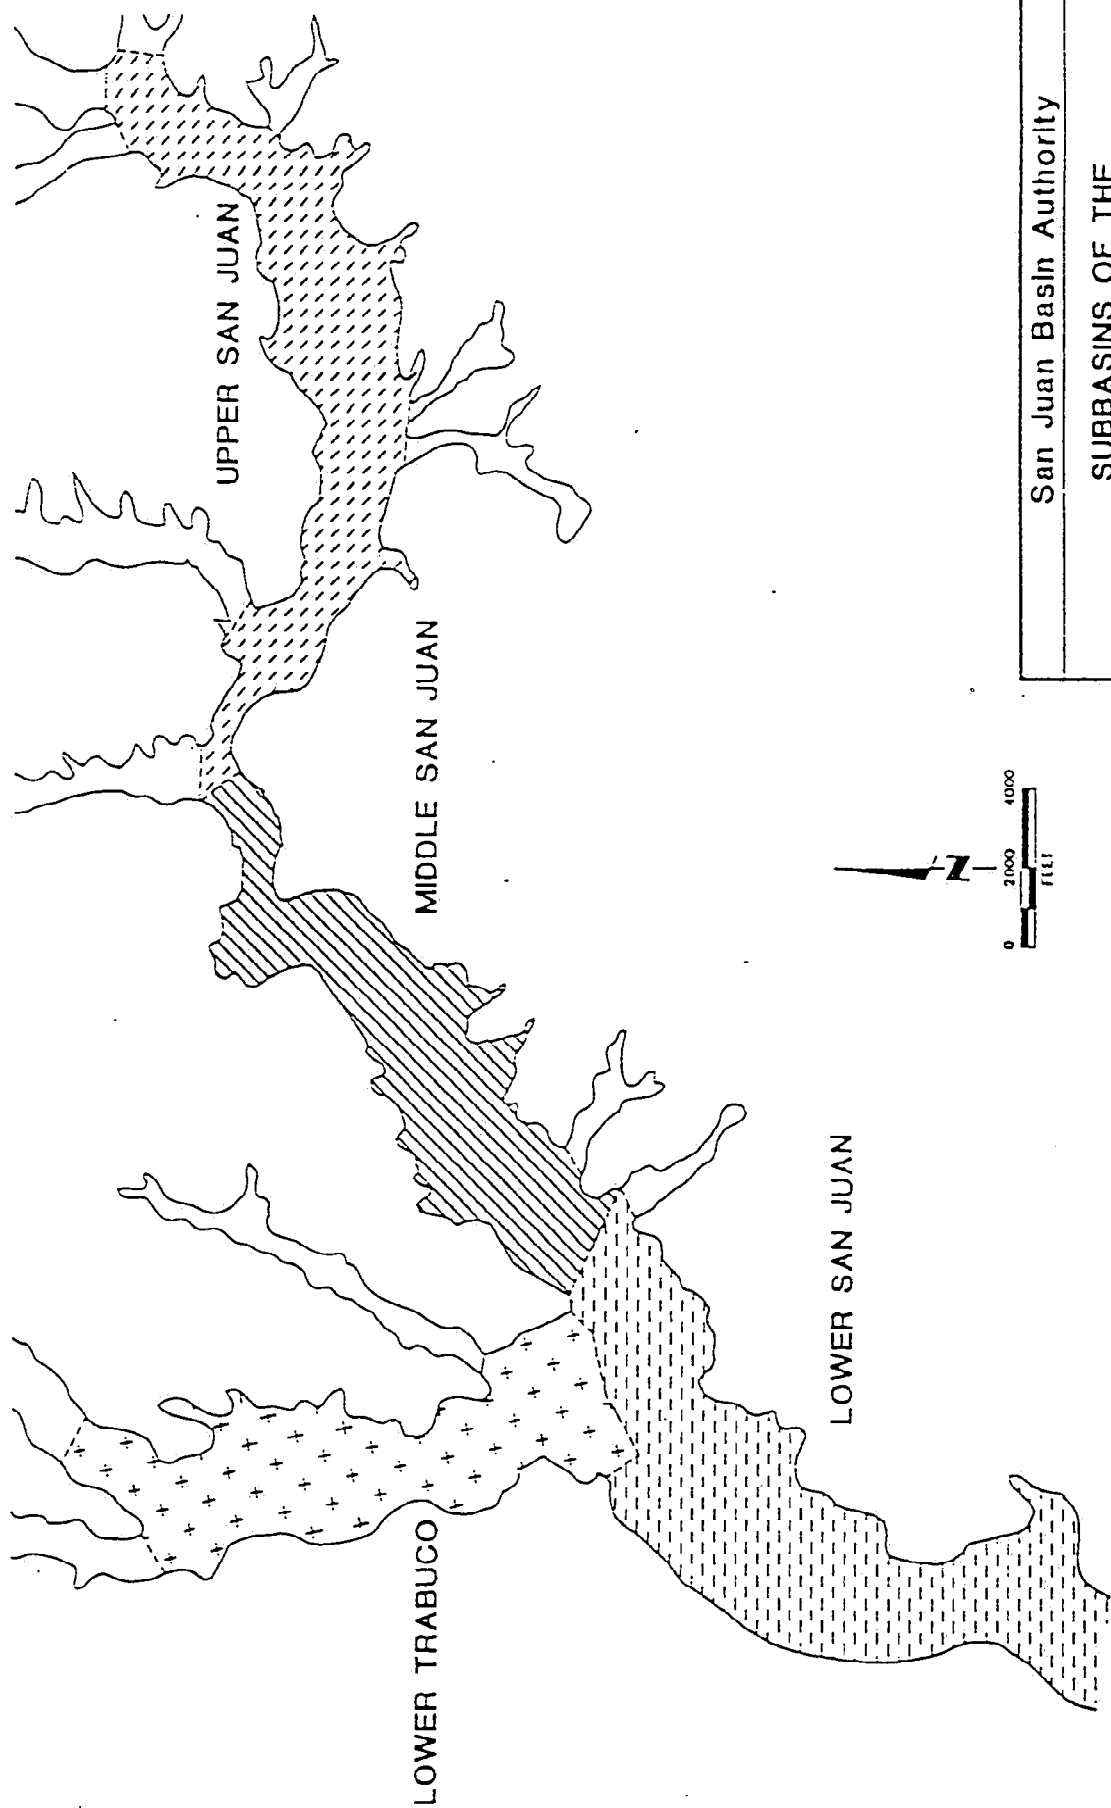 UPPER SAN JUAN
MIDDLE SAN JUAN
LOWER SAN JUAN
LOWER TRABUCO
N
0 2000 4000
FEET
San Juan Basin Authority
SUBBASINS OF THE